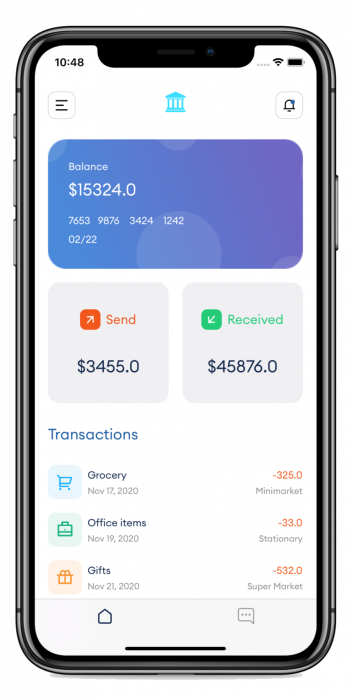 10:48
Balance
$15324.0
7653 9876 3424 1242
02/22
Send
Received
$3455.0
$45876.0
Transactions
Grocery
-325.0
Nov 17, 2020
Minimarket
Office items
-33.0
Nov 19, 2020
Stationary
Gifts
-532.0
Nov 21, 2020
Super Market